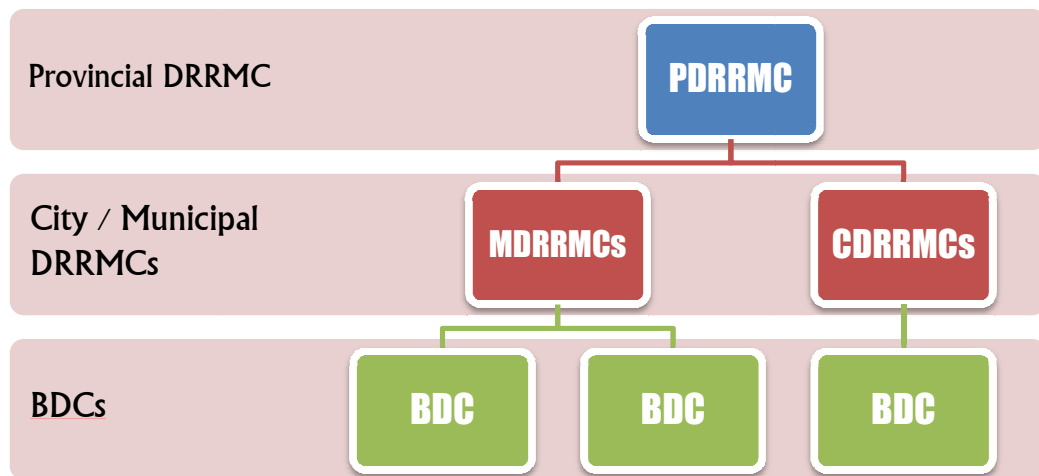 Provincial DRRMC
PDRRMC
City / Municipal
DRRMCs
MDRRMCs
CDRRMCs
BDCs
BDC
BDC
BDC